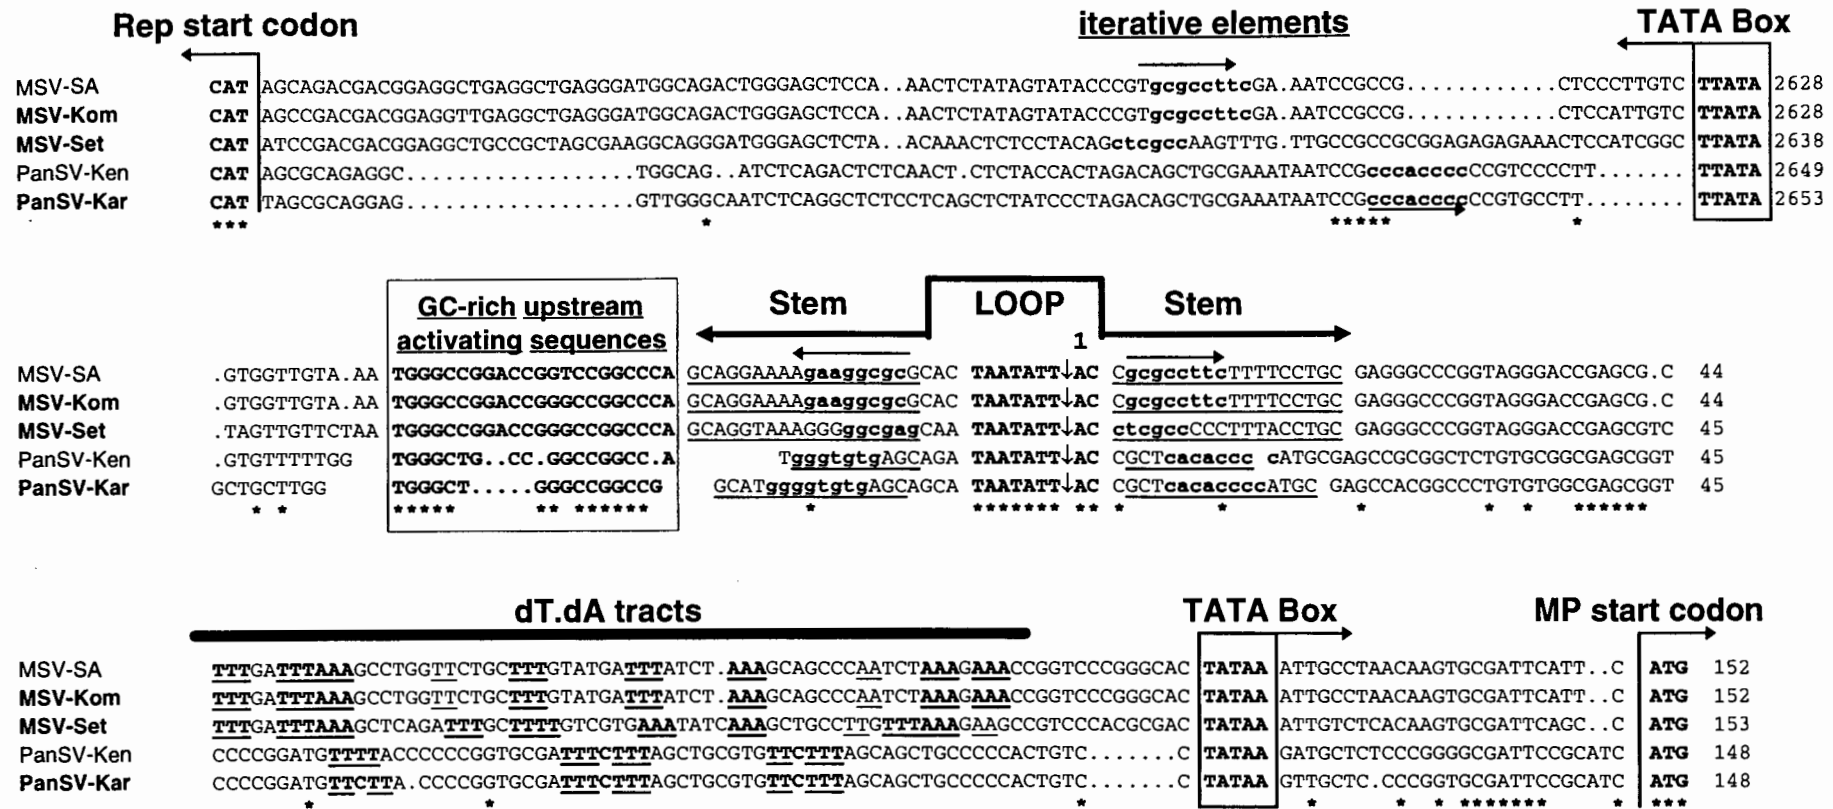 Rep start codon iterative elements TATA Box
MSV-SA CAT AGCAGACGACGGAGGCTGAGGCTGAGGGATGGCAGACTGGGAGCTCCA..AACTCTATAGTATACCCGTgcgccttcGA.AATCCGCCG............CTCCCTTGTC TTATA 2628
MSV-Kom CAT AGCCGACGACGGAGGTTGAGGCTGAGGGATGGCAGACTGGGAGCTCCA..AACTCTATAGTATACCCGTgcgccttcGA.AATCCGCCG............CTCCATTGTC TTATA 2628
MSV-Set CAT ATCCGACGACGGAGGCTGCCGCTAGCGAAGGCAGGGATGGGAGCTCTA..ACAAACTCTCCTACAGctcgccAAGTTTG.TTGCCGCCGCGGAGAGAGAAACTCCATCGGC TTATA 2638
PanSV-Ken CAT AGCGCAGAGGC..................TGGCAG..ATCTCAGACTCTCAACT.CTCTACCACTAGACAGCTGCGAAATAATCCGcccaccccCCGTCCCCTT....... TTATA 2649
PanSV-Kar CAT TAGCGCAGGAG..................GTTGGGCAATCTCAGGCTCTCCTCAGCTCTATCCCTAGACAGCTGCGAAATAATCCGcccaccccCCGTGCCTT........ TTATA 2653
*** * ***** *
GC-rich upstream Stem LOOP Stem
activating sequences 1
MSV-SA .GTGGTTGTA.AA TGGGCCGGACCGGTCCGGCCCA GCAGGAAAAgaaggcgcGCAC TAATATT↓AC CgcgccttcTTTTCCTGC GAGGGCCCGGTAGGGACCGAGCG.C 44
MSV-Kom .GTGGTTGTA.AA TGGGCCGGACCGGGCCGGCCCA GCAGGAAAAgaaggcgcGCAC TAATATT↓AC CgcgccttcTTTTCCTGC GAGGGCCCGGTAGGGACCGAGCG.C 44
MSV-Set .TAGTTGTTCTAA TGGGCCGGACCGGGCCGGCCCA GCAGGTAAAGGGggcgagCAA TAATATT↓AC ctcgccCCCTTTACCTGC GAGGGCCCGGTAGGGACCGAGCGTC 45
PanSV-Ken .GTGTTTTTGG TGGGCTG..CC.GGCCGGCC.A TgggtgtgAGCAGA TAATATT↓AC CGCTcacaccc cATGCGAGCCGCGGCTCTGTGCGGCGAGCGGT 45
PanSV-Kar GCTGCTTGG TGGGCT.....GGGCCGGCCG GCATggggtgtgAGCAGCA TAATATT↓AC CGCTcacaccccATGC GAGCCACGGCCCTGTGTGGCGAGCGGT 45
* * ***** ** ****** * ******* ** * * * * * ******
dT.dA tracts TATA Box MP start codon
MSV-SA TTTGATTTAAAGCCTGGTTCTGCTTTGTATGATTTATCT.AAAGCAGCCCAATCTAAAGAAACCGGTCCCGGGCAC TATAA ATTGCCTAACAAGTGCGATTCATT..C ATG 152
MSV-Kom TTTGATTTAAAGCCTGGTTCTGCTTTGTATGATTTATCT.AAAGCAGCCCAATCTAAAGAAACCGGTCCCGGGCAC TATAA ATTGCCTAACAAGTGCGATTCATT..C ATG 152
MSV-Set TTTGATTTAAAGCTCAGATTTGCTTTTGTCGTGAAATATCAAAGCTGCCTTGTTTAAAGAAGCCGTCCCACGCGAC TATAA ATTGTCTCACAAGTGCGATTCAGC..C ATG 153
PanSV-Ken CCCCGGATGTTTTACCCCCCGGTGCGATTTCTTTAGCTGCGTGTTCTTTAGCAGCTGCCCCCACTGTC.......C TATAA GATGCTCTCCCGGGGCGATTCCGCATC ATG 148
PanSV-Kar CCCCGGATGTTCTTA.CCCCGGTGCGATTTCTTTAGCTGCGTGTTCTTTAGCAGCTGCCCCCACTGTC.......C TATAA GTTGCTC.CCCGGTGCGATTCCGCATC ATG 148
* * * * * * ******* * ***